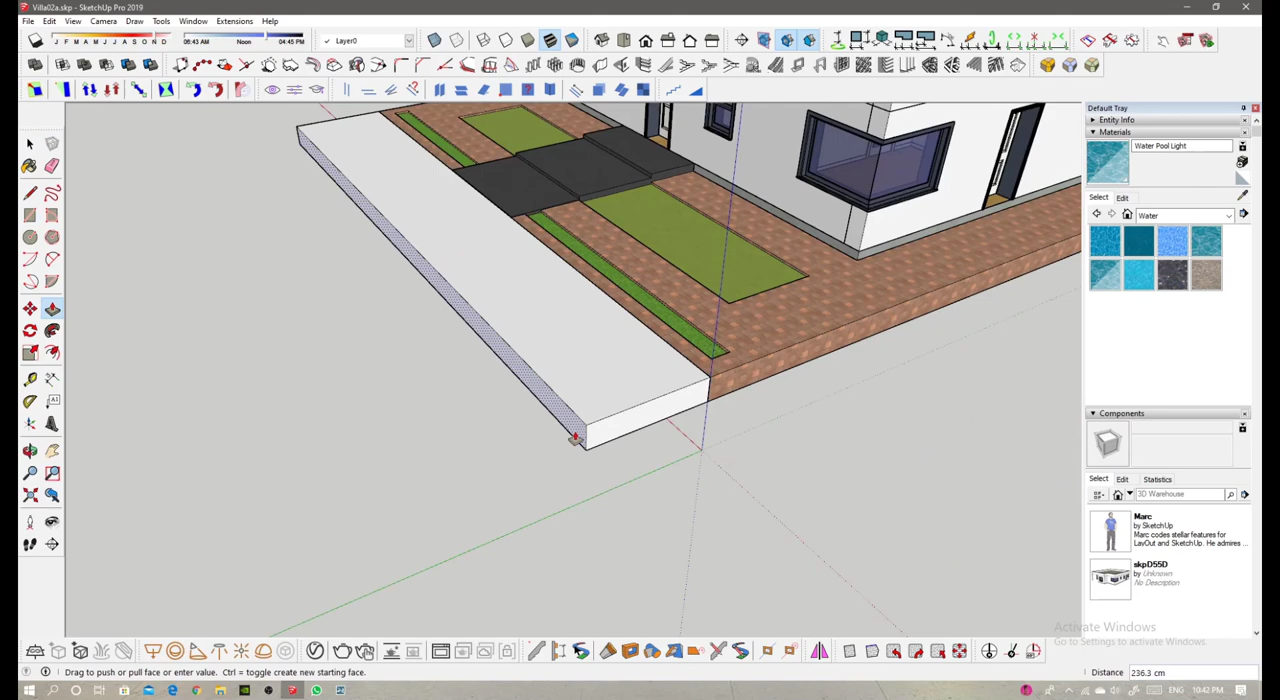 Villa02a.skp - SketchUp Pro 2019
File Edit View Camera Draw Tools Window Extensions Help
J F M A M J J A S O N D
06:43 AM Noon 04:45 PM
Layer0
Default Tray
Entity Info
Materials
Water Pool Light
Select Edit
Water
Components
Select Edit Statistics
3D Warehouse
Marc
by SketchUp
Marc codes stellar features for
LayOut and SketchUp. He admires ...
skpD55D
by Unknown
No Description
Activate Windows
Go to Settings to activate Windows.
Drag to push or pull face or enter value. Ctrl = toggle create new starting face.
Distance 236.3 cm
10:42 PM